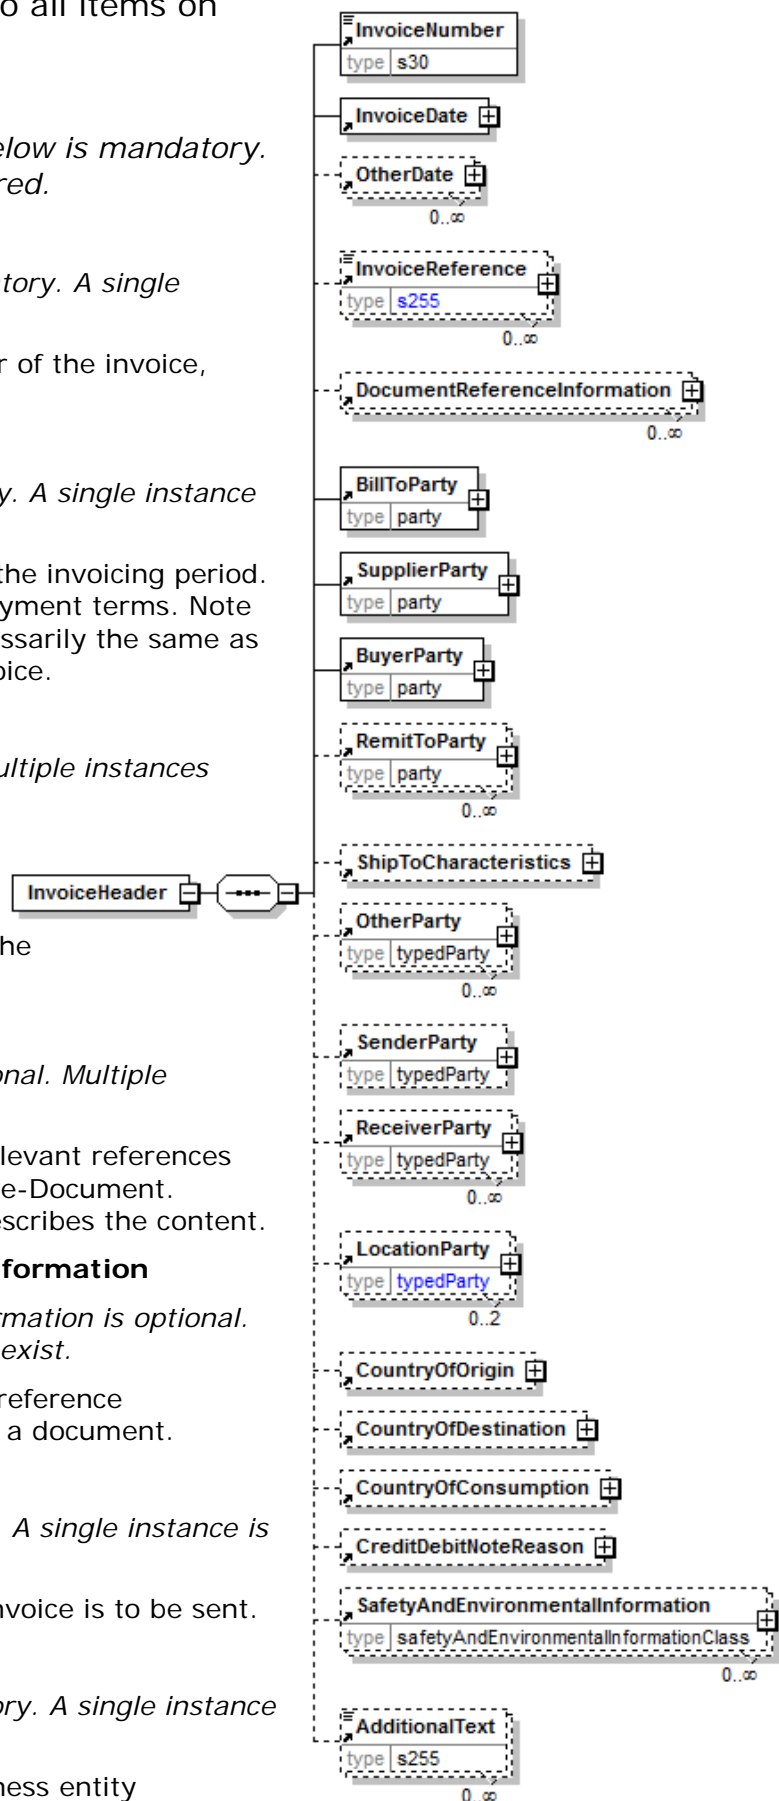 o all items on
elow is mandatory.
red.
tory. A single
r of the invoice,
y. A single instance
the invoicing period.
yment terms. Note
ssarily the same as
oice.
ultiple instances
he
onal. Multiple
levant references
e-Document.
escribes the content.
nformation
rmation is optional.
exist.
reference
a document.
. A single instance is
nvoice is to be sent.
ory. A single instance
ness entity
InvoiceHeader
InvoiceNumber
type s30
InvoiceDate
OtherDate
0..∞
InvoiceReference
type s255
0..∞
DocumentReferenceInformation
0..∞
BillToParty
type party
SupplierParty
type party
BuyerParty
type party
RemitToParty
type party
0..∞
ShipToCharacteristics
OtherParty
type typedParty
0..∞
SenderParty
type typedParty
ReceiverParty
type typedParty
0..∞
LocationParty
type typedParty
0..2
CountryOfOrigin
CountryOfDestination
CountryOfConsumption
CreditDebitNoteReason
SafetyAndEnvironmentalInformation
type safetyAndEnvironmentalInformationClass
0..∞
AdditionalText
type s255
0..∞